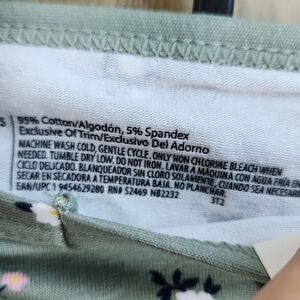 S 95% Cotton/Algodón, 5% Spandex
Exclusive Of Trim/Exclusivo Del Adorno
MACHINE WASH COLD, GENTLE CYCLE. ONLY NON CHLORINE BLEACH WHEN
NEEDED. TUMBLE DRY LOW. DO NOT IRON. LAVAR A MÁQUINA CON AGUA FRÍA EN
CICLO DELICADO. BLANQUEADOR SIN CLORO SOLAMENTE, CUANDO SEA NECESARIO
SECAR EN SECADORA A TEMPERATURA BAJA. NO PLANCHAR.
EAN/UPC 1 9454629280 RN# 52469 NB2232 3T2